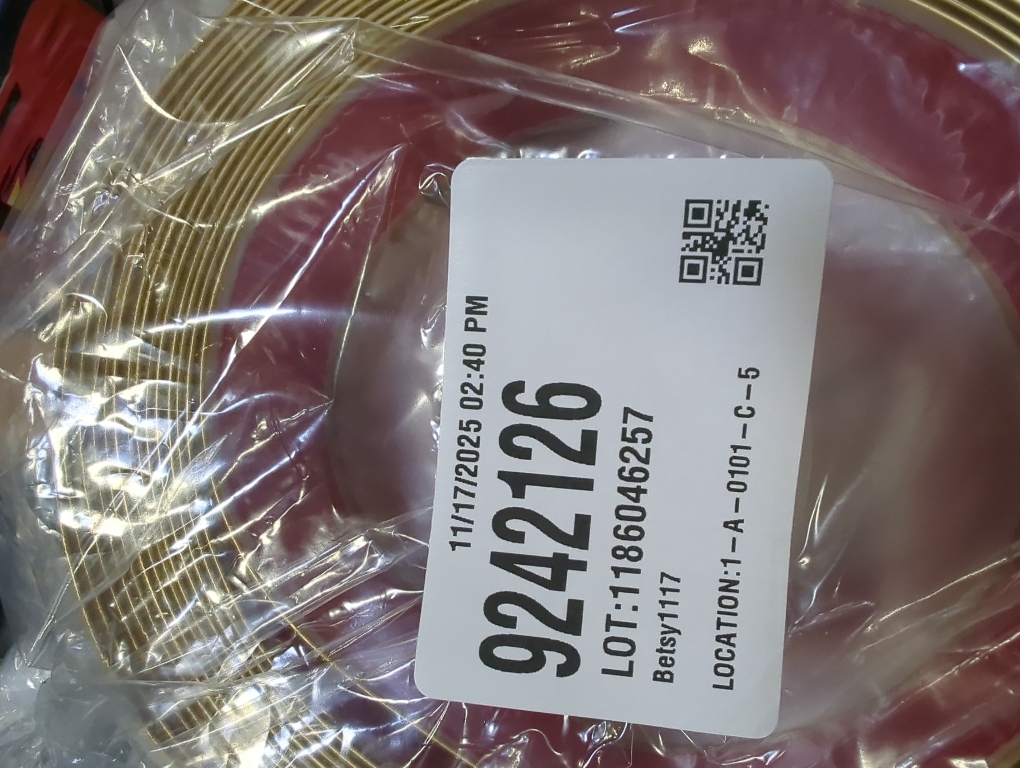 11/17/2025 02:40 PM
9242126
LOT:1186046257
Betsy1117
LOCATION:1-A-0101-C-5